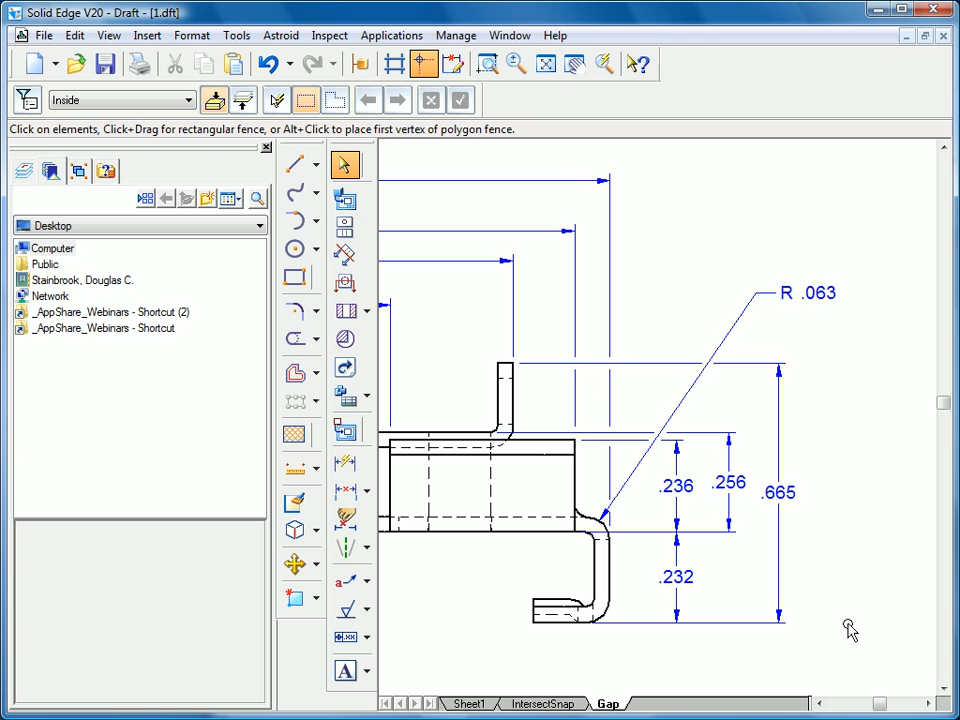 Solid Edge V20 - Draft - [1.dft]
File Edit View Insert Format Tools Astroid Inspect Applications Manage Window Help
Inside
Click on elements, Click+Drag for rectangular fence, or Alt+Click to place first vertex of polygon fence.
Desktop
Computer
Public
Stainbrook, Douglas C.
Network
_AppShare_Webinars - Shortcut (2)
_AppShare_Webinars - Shortcut
R .063
.236
.256
.665
.232
Sheet1 IntersectSnap Gap